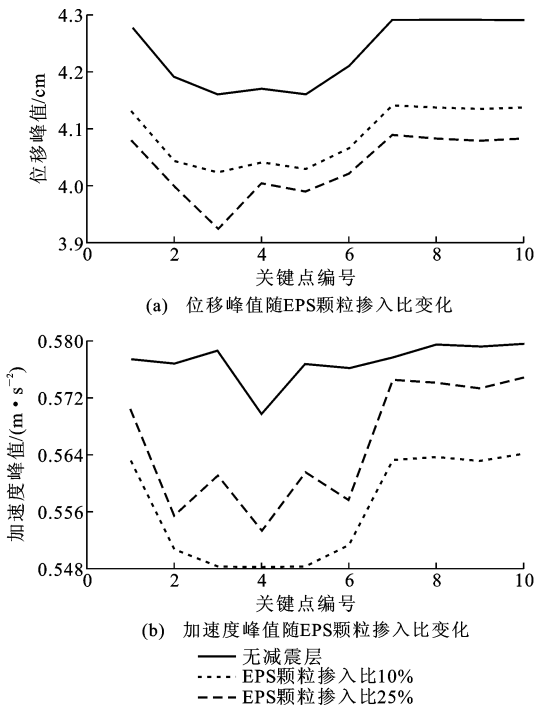 4.3
4.2
4.1
4.0
3.9
位移峰值/cm
0 2 4 6 8 10
关键点编号
(a) 位移峰值随EPS颗粒掺入比变化
0.580
0.572
0.564
0.556
0.548
加速度峰值/(m·s⁻²)
0 2 4 6 8 10
关键点编号
(b) 加速度峰值随EPS颗粒掺入比变化
无减震层
EPS颗粒掺入比10%
EPS颗粒掺入比25%